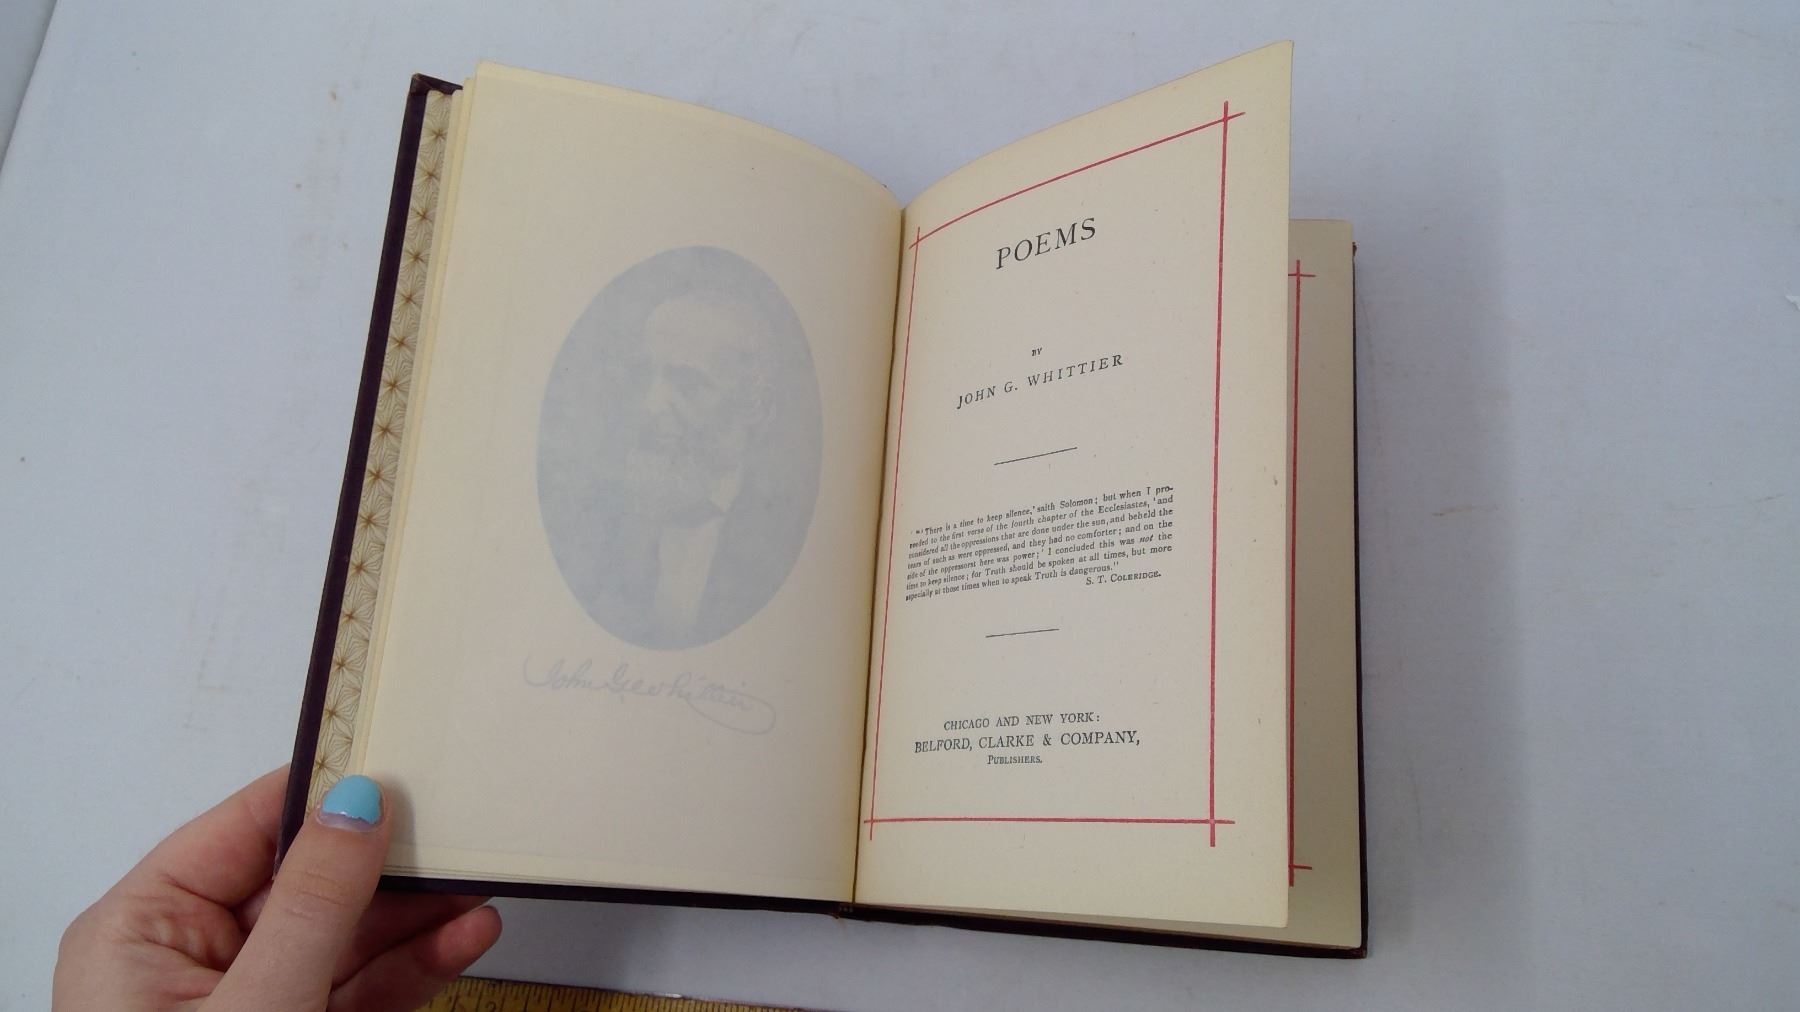 John G. Whittier
POEMS
BY
JOHN G. WHITTIER
"'There is a time to keep silence,' saith Solomon; but when I pro-
ceeded to the first verse of the fourth chapter of the Ecclesiastes, 'and
considered all the oppressions that are done under the sun, and beheld the
tears of such as were oppressed, and they had no comforter; and on the
side of the oppressorst here was power;' I concluded this was not the
time to keep silence; for Truth should be spoken at all times, but more
especially at those times when to speak Truth is dangerous."
S. T. COLERIDGE.
CHICAGO AND NEW YORK:
BELFORD, CLARKE & COMPANY,
PUBLISHERS.